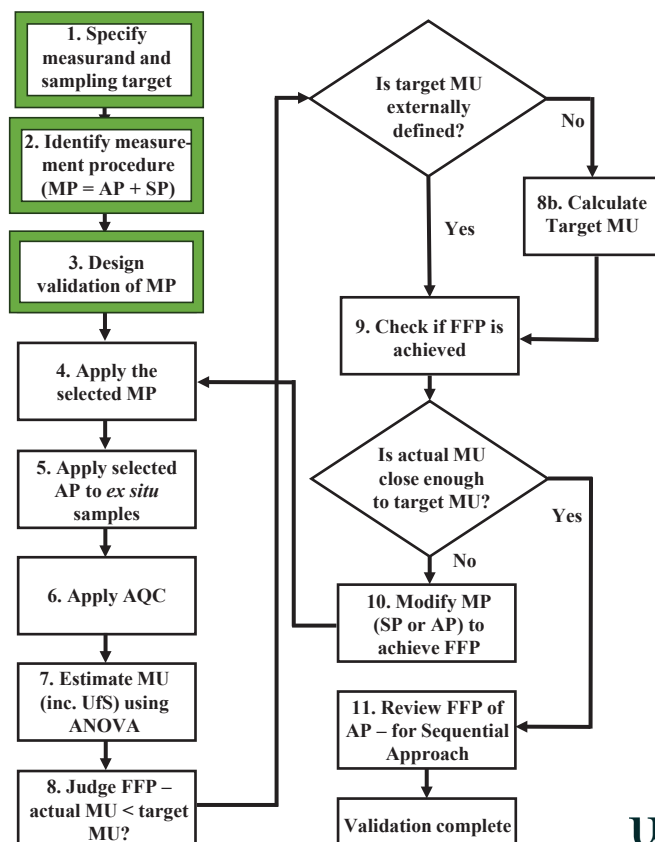 1. Specify
measurand and
sampling target
2. Identify measure-
ment procedure
(MP = AP + SP)
3. Design
validation of MP
4. Apply the
selected MP
5. Apply selected
AP to ex situ
samples
6. Apply AQC
7. Estimate MU
(inc. UfS) using
ANOVA
8. Judge FFP –
actual MU < target
MU?
Is target MU
externally
defined?
No
8b. Calculate
Target MU
Yes
9. Check if FFP is
achieved
Is actual MU
close enough
to target MU?
Yes
No
10. Modify MP
(SP or AP) to
achieve FFP
11. Review FFP of
AP – for Sequential
Approach
Validation complete